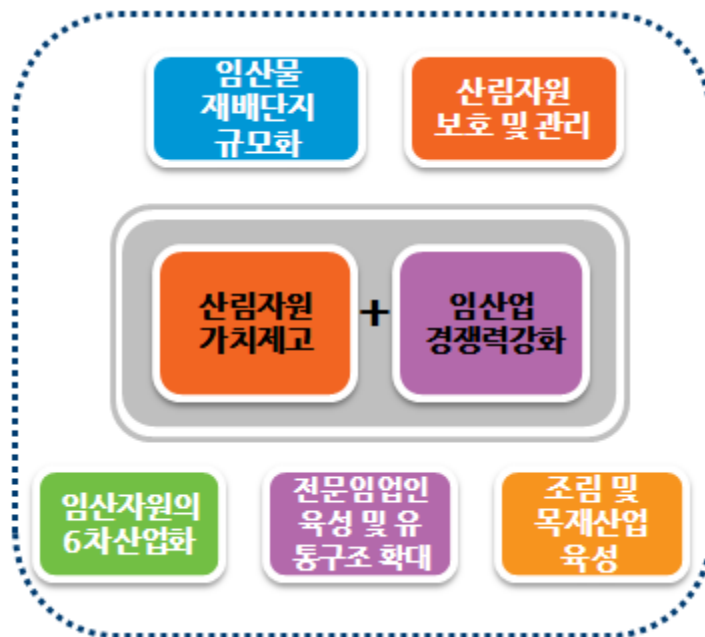 임산물
재배단지
규모화
산림자원
보호 및 관리
산림자원
가치제고
+
임산업
경쟁력강화
임산자원의
6차산업화
전문임업인
육성 및 유
통구조 확대
조림 및
목재산업
육성